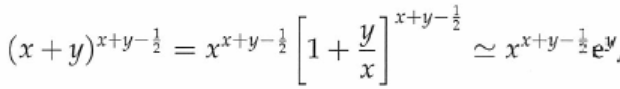 (x + y)^{x+y-\frac{1}{2}} = x^{x+y-\frac{1}{2}} \left[ 1 + \frac{y}{x} \right]^{x+y-\frac{1}{2}} \simeq x^{x+y-\frac{1}{2}} e^{y},